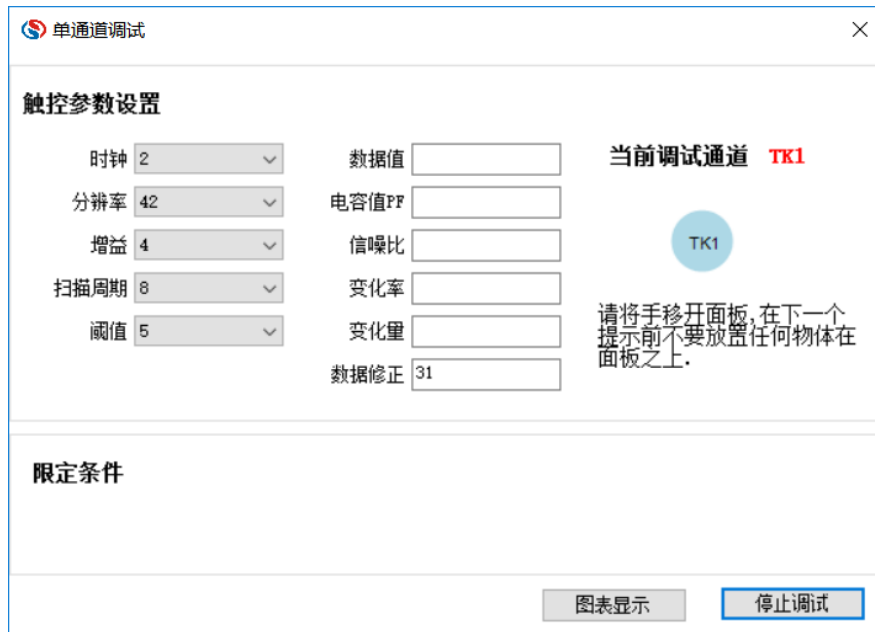 单通道调试
触控参数设置
时钟 2
分辨率 42
增益 4
扫描周期 8
阈值 5
数据值
电容值PF
信噪比
变化率
变化量
数据修正 31
当前调试通道 TK1
TK1
请将手移开面板,在下一个
提示前不要放置任何物体在
面板之上.
限定条件
图表显示
停止调试